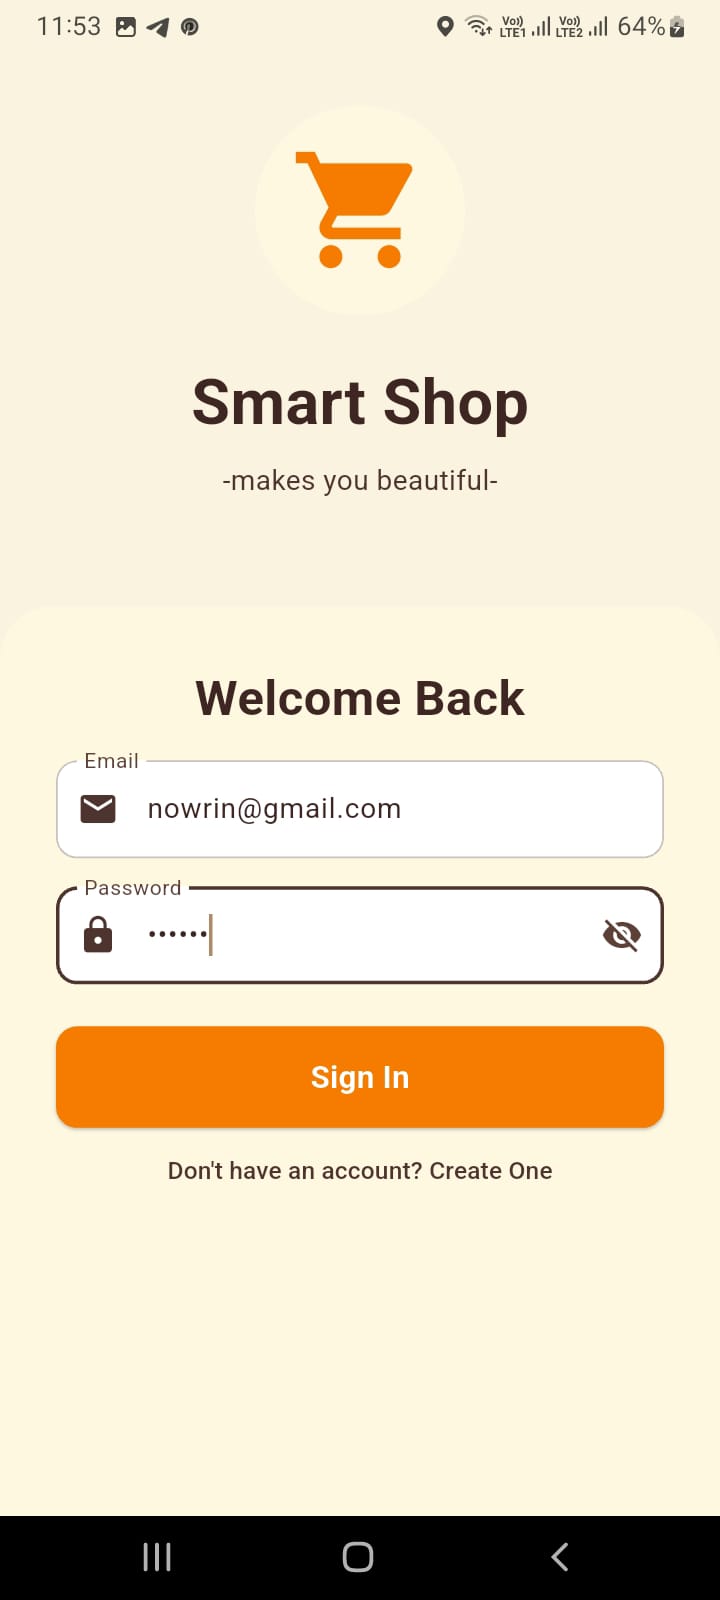 11:53 Vo)) LTE1 Vo)) LTE2 64%
Smart Shop
-makes you beautiful-
Welcome Back
Email
nowrin@gmail.com
Password
••••••
Sign In
Don't have an account? Create One